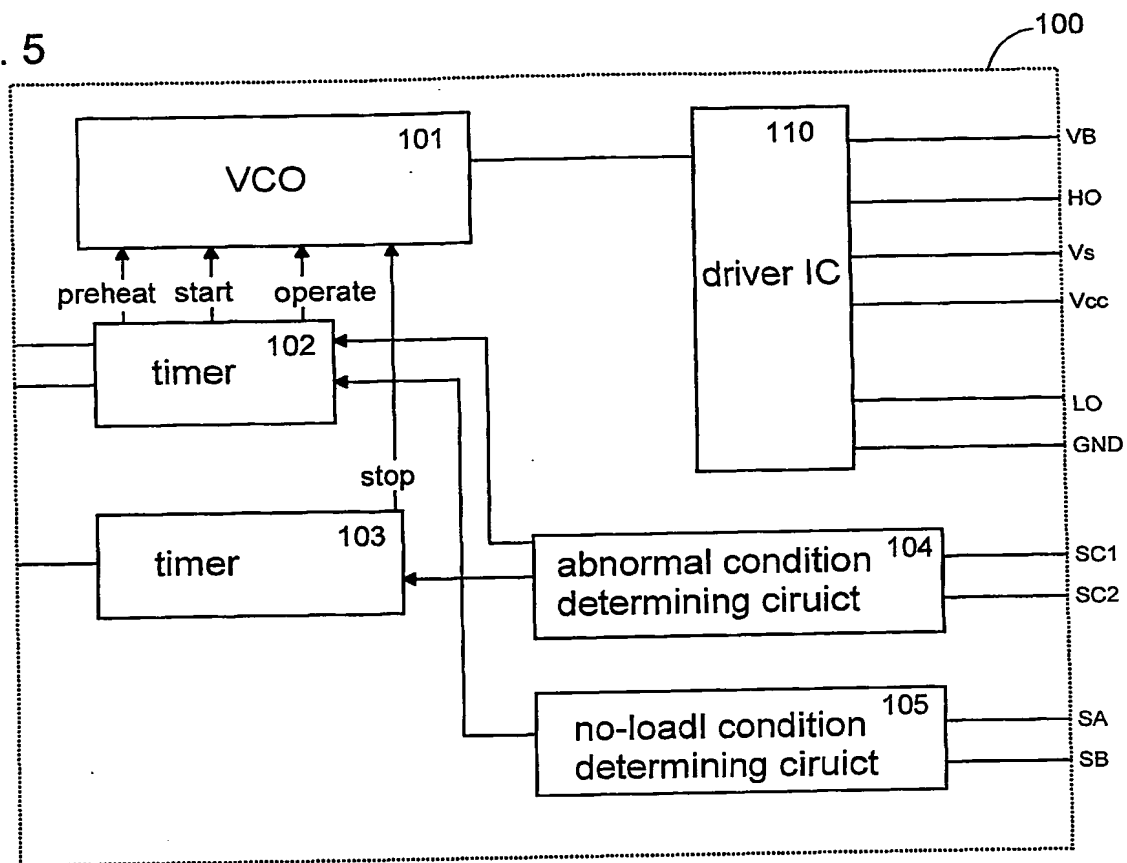 . 5
100
101
VCO
110
driver IC
VB
HO
Vs
Vcc
LO
GND
preheat start operate
102
timer
stop
103
timer
104
abnormal condition
determining ciruict
SC1
SC2
105
no-loadl condition
determining ciruict
SA
SB